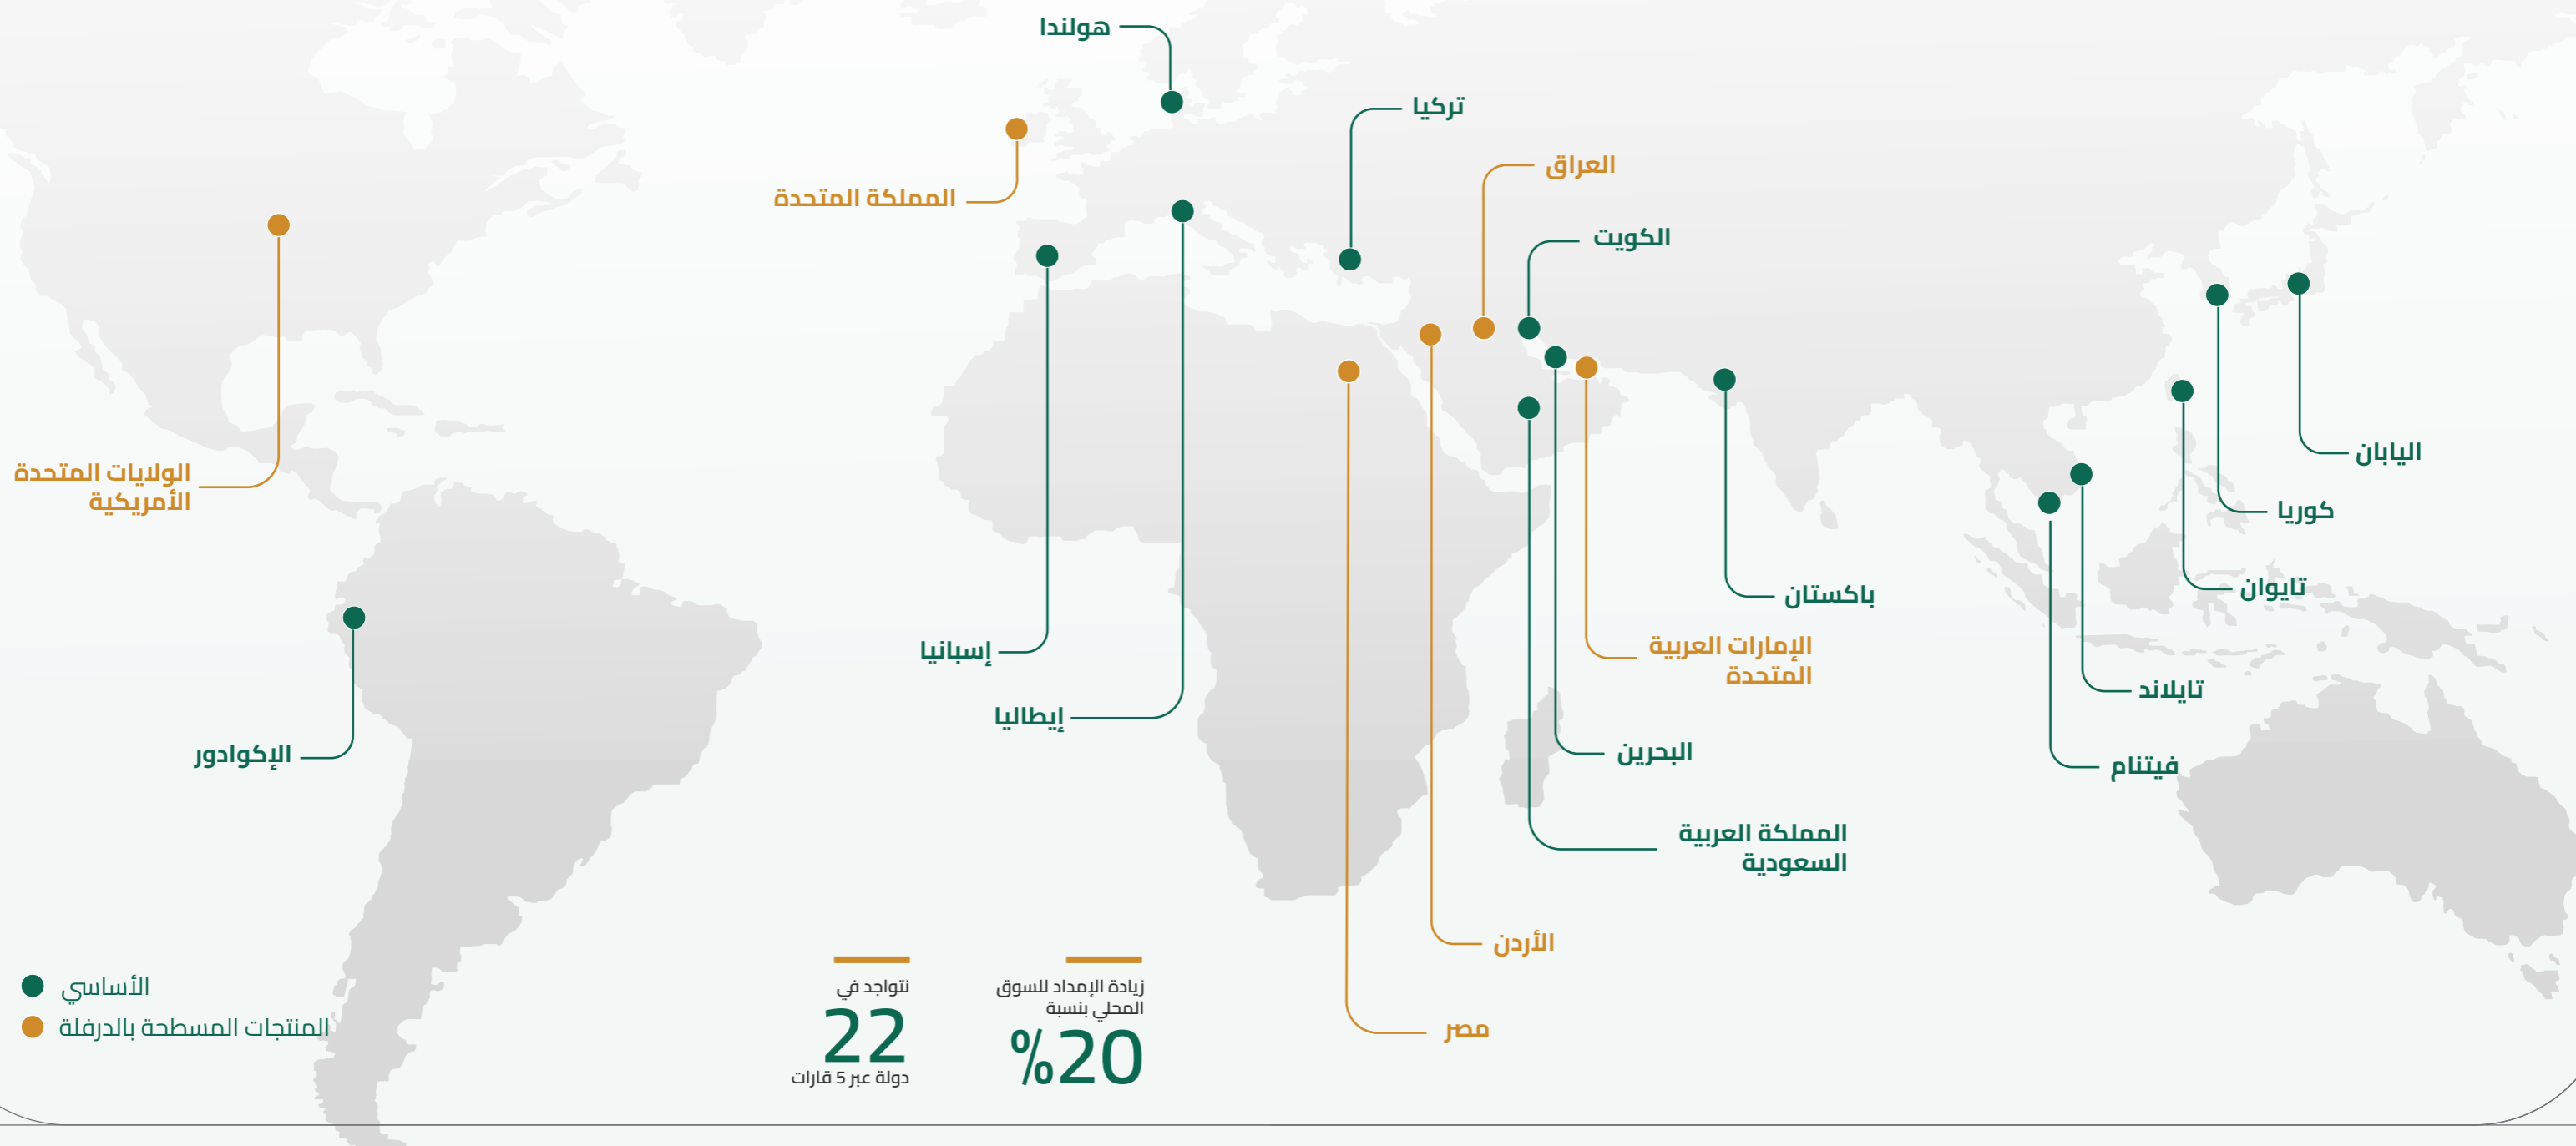 هولندا
تركيا
العراق
المملكة المتحدة
الكويت
اليابان
الولايات المتحدة
الأمريكية
كوريا
تايوان
باكستان
إسبانيا
الإمارات العربية
المتحدة
تايلاند
إيطاليا
البحرين
الإكوادور
فيتنام
المملكة العربية
السعودية
الأردن
مصر
زيادة الإمداد للسوق
المحلي بنسبة
%20
نتواجد في
22
دولة عبر 5 قارات
الأساسي
المنتجات المسطحة بالدرفلة